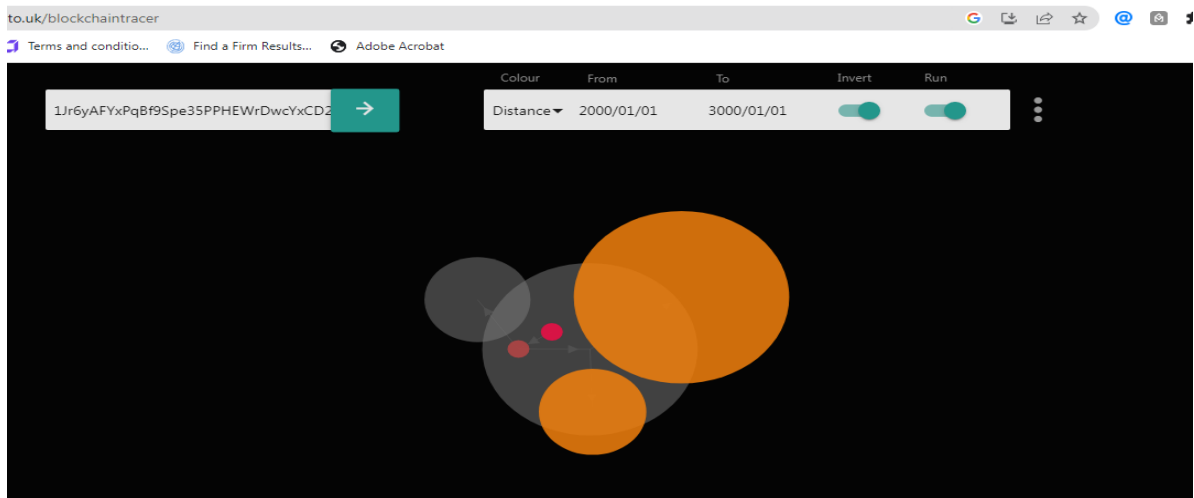 to.uk/blockchaintracer
Terms and conditio... Find a Firm Results... Adobe Acrobat
Colour From To Invert Run
1Jr6yAFYxPqBf9Spe35PPHEWrDwcYxCD2 Distance 2000/01/01 3000/01/01